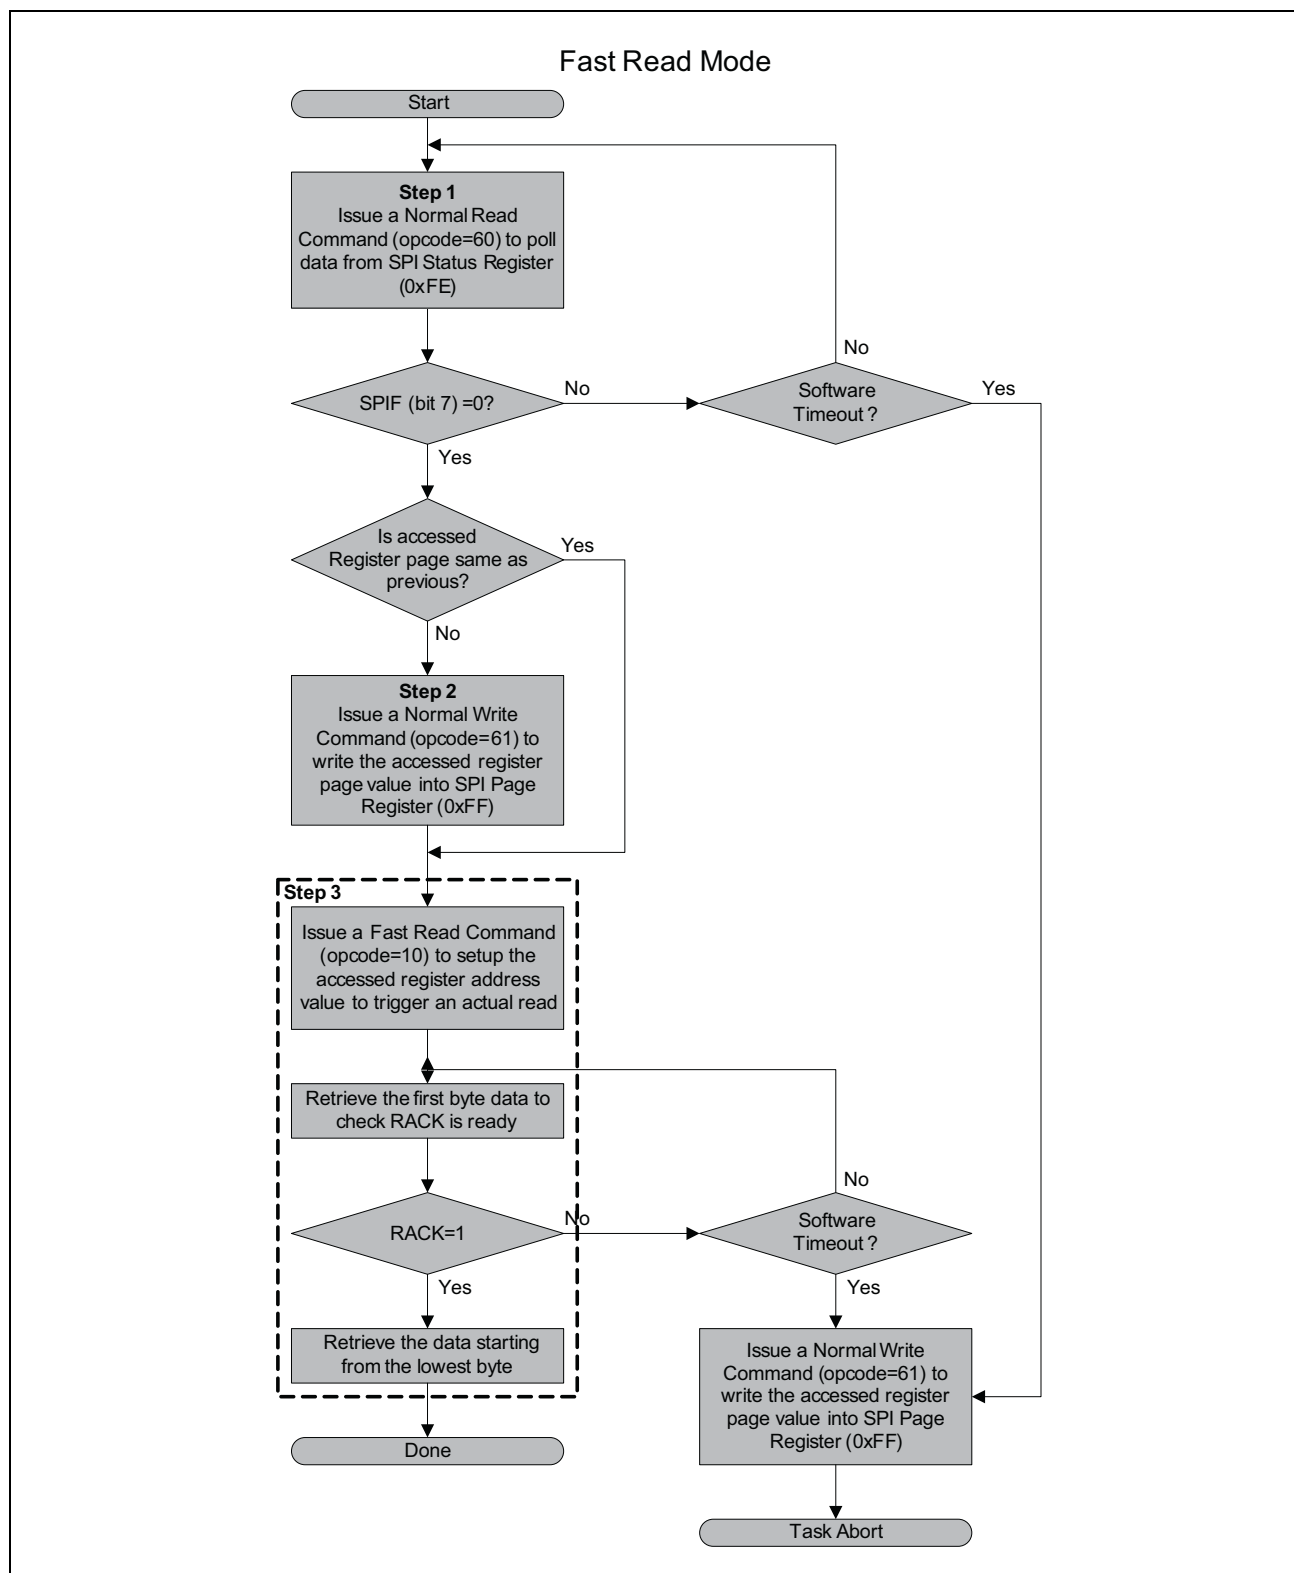 Fast Read Mode
Start
Step 1
Issue a Normal Read
Command (opcode=60) to poll
data from SPI Status Register
(0xFE)
No
SPIF (bit 7) =0?
No
Software
Timeout ?
Yes
Yes
Is accessed
Register page same as
previous?
Yes
No
Step 2
Issue a Normal Write
Command (opcode=61) to
write the accessed register
page value into SPI Page
Register (0xFF)
Step 3
Issue a Fast Read Command
(opcode=10) to setup the
accessed register address
value to trigger an actual read
Retrieve the first byte data to
check RACK is ready
No
RACK=1
No
Software
Timeout ?
Yes
Yes
Retrieve the data starting
from the lowest byte
Issue a Normal Write
Command (opcode=61) to
write the accessed register
page value into SPI Page
Register (0xFF)
Done
Task Abort